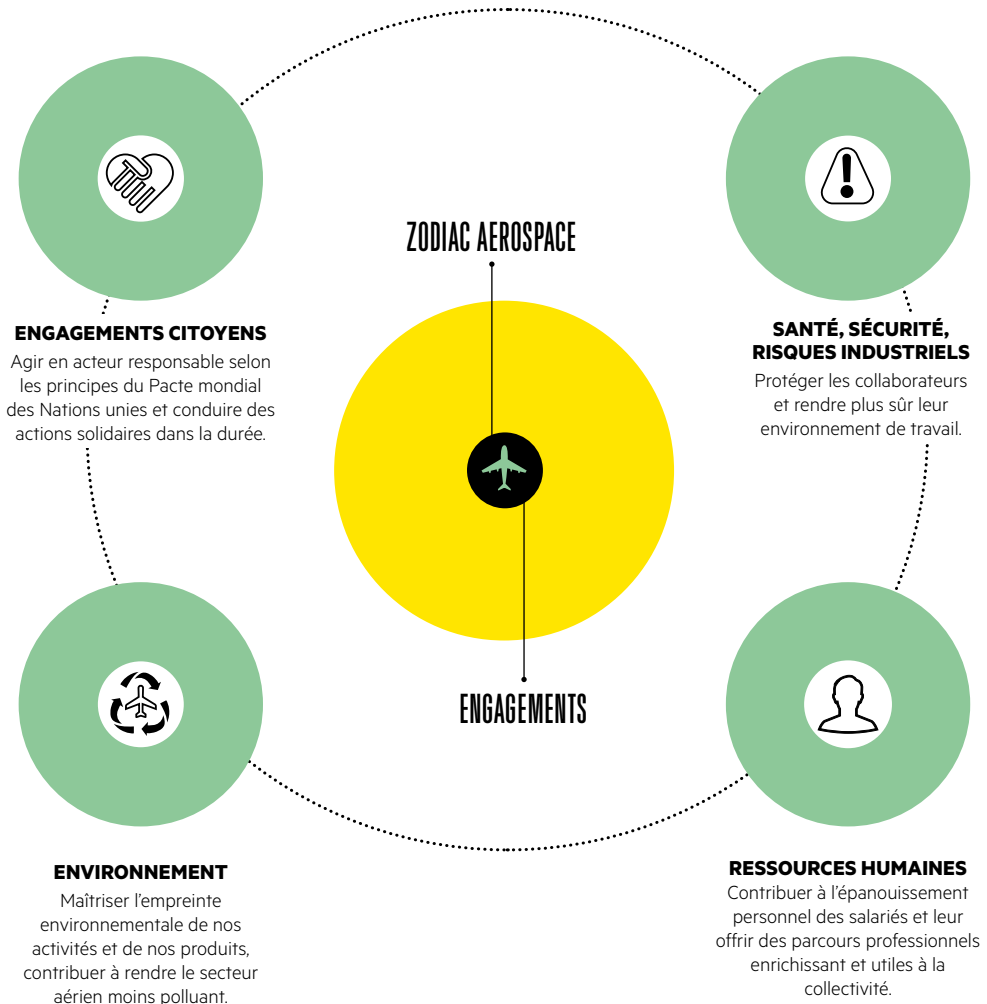 ZODIAC AEROSPACE
ENGAGEMENTS CITOYENS
Agir en acteur responsable selon
les principes du Pacte mondial
des Nations unies et conduire des
actions solidaires dans la durée.
SANTÉ, SÉCURITÉ,
RISQUES INDUSTRIELS
Protéger les collaborateurs
et rendre plus sûr leur
environnement de travail.
ENGAGEMENTS
ENVIRONNEMENT
Maîtriser l’empreinte
environnementale de nos
activités et de nos produits,
contribuer à rendre le secteur
aérien moins polluant.
RESSOURCES HUMAINES
Contribuer à l’épanouissement
personnel des salariés et leur
offrir des parcours professionnels
enrichissant et utiles à la
collectivité.